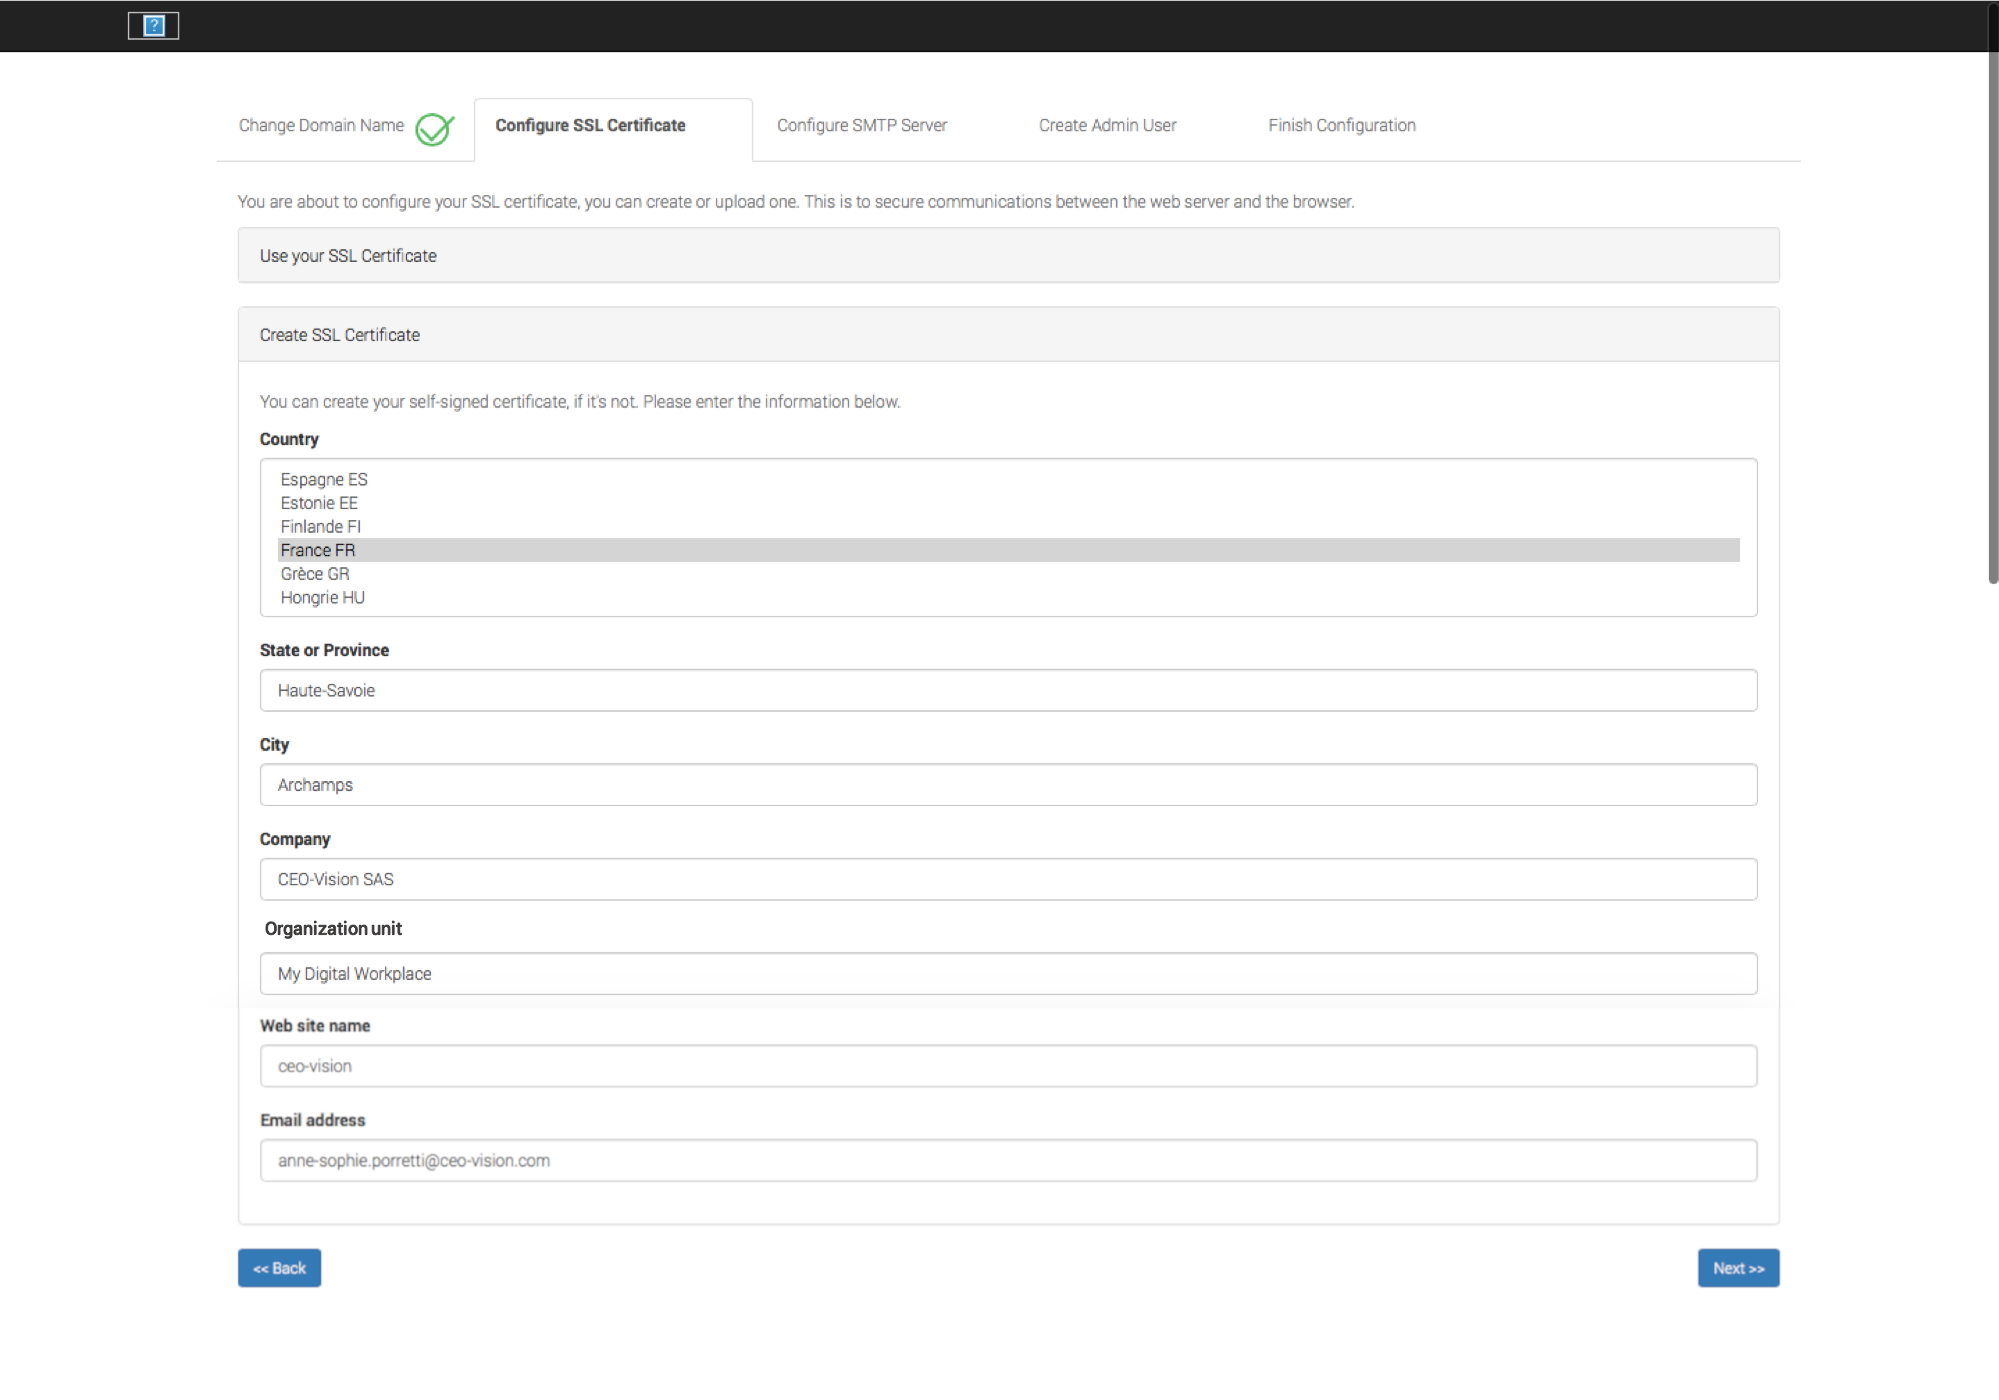 Change Domain Name
Configure SSL Certificate
Configure SMTP Server
Create Admin User
Finish Configuration
You are about to configure your SSL certificate, you can create or upload one. This is to secure communications between the web server and the browser.
Use your SSL Certificate
Create SSL Certificate
You can create your self-signed certificate, if it's not. Please enter the information below.
Country
Espagne ES
Estonie EE
Finlande FI
France FR
Grèce GR
Hongrie HU
State or Province
Haute-Savoie
City
Archamps
Company
CEO-Vision SAS
Organization unit
My Digital Workplace
Web site name
ceo-vision
Email address
anne-sophie.porretti@ceo-vision.com
<< Back
Next >>